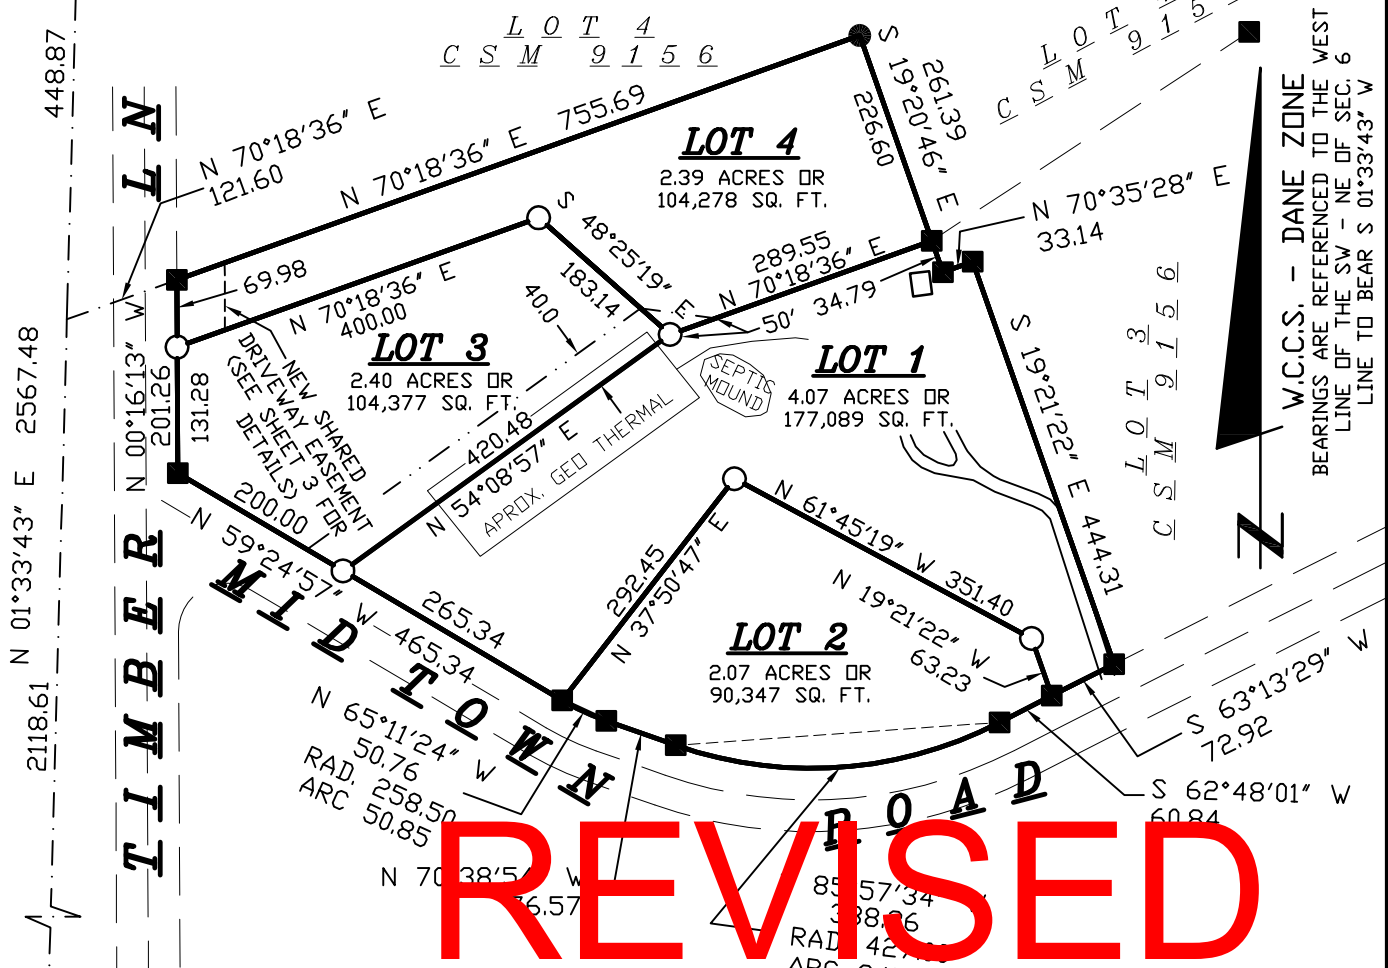 LOT 4
CSM 9156
448.87
N 70°18'36" E
121.60
N 70°18'36" E 755.69
LOT 4
2.39 ACRES OR
104,278 SQ. FT.
S 19°20'46" E
261.39
226.60
LOT
CSM 915
N 70°35'28" E
33.14
W.C.C.S. - DANE ZONE
BEARINGS ARE REFERENCED TO THE WEST
LINE OF THE SW - NE OF SEC. 6
LINE TO BEAR S 01°33'43" W
69.98
N 70°18'36" E
400.00
S 48°25'19" E
183.14
40.0
289.55
N 70°18'36" E
34.79
50'
LOT 3
2.40 ACRES OR
104,377 SQ. FT.
N 00°16'13" W
201.26
131.28
NEW SHARED
DRIVEWAY EASEMENT
(SEE SHEET 3 FOR
DETAILS)
420.48
N 54°08'57" E
APROX. GEO THERMAL
SEPTIC
MOUND
LOT 1
4.07 ACRES OR
177,089 SQ. FT.
S 19°21'22" E 444.31
LOT 3
CSM 9156
N 01°33'43" E 2567.48
2118.61
TIMBER LN
200.00
N 59°24'57" W 465.34
265.34
MID TOWN ROAD
292.45
N 37°50'47" E
N 61°45'19" W 351.40
N 19°21'22" W
63.23
LOT 2
2.07 ACRES OR
90,347 SQ. FT.
N 65°11'24" W
50.76
RAD. 258.50
ARC 50.85
S 63°13'29" W
72.92
S 62°48'01" W
60.84
N 70°38'54" W
76.57
REVISED
RAD.